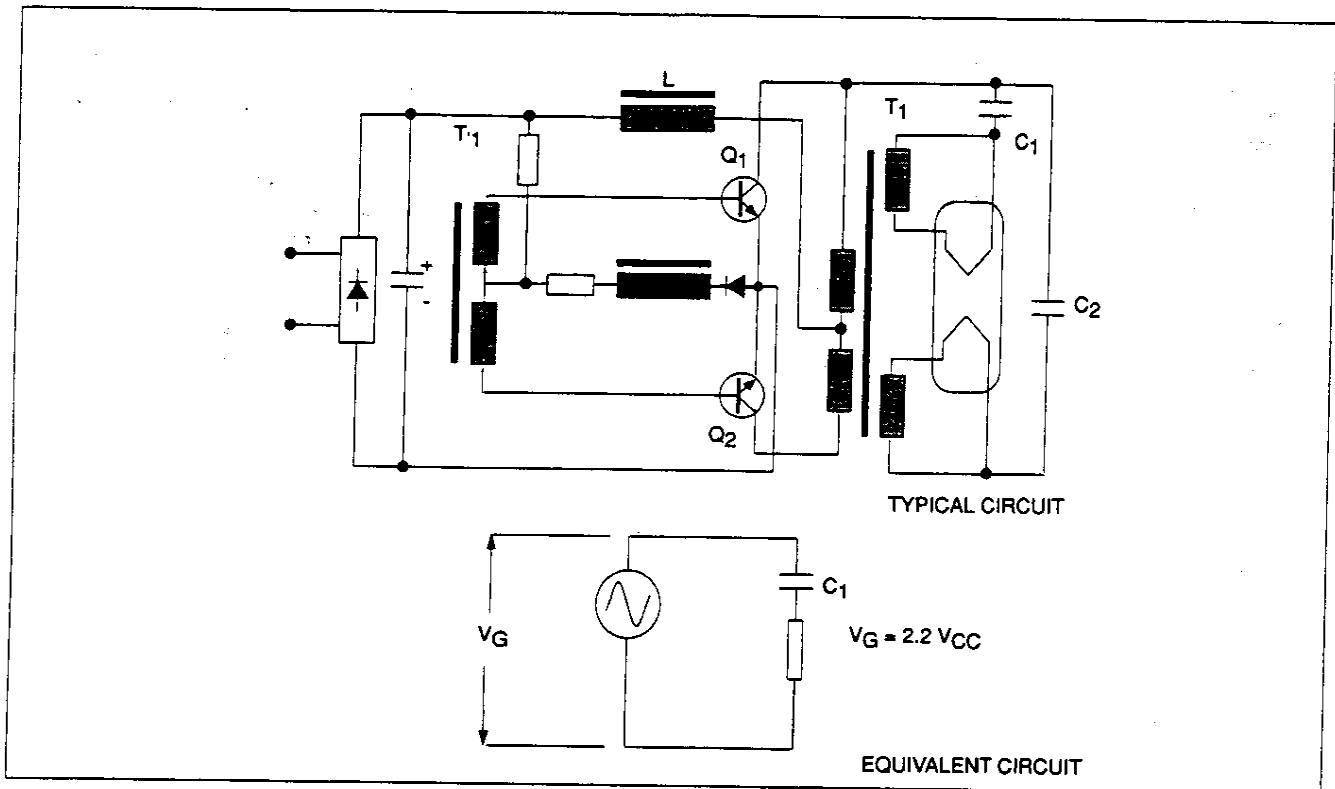 L
T'1
T1
C1
Q1
+
-
C2
Q2
TYPICAL CIRCUIT
VG
C1
VG = 2.2 VCC
EQUIVALENT CIRCUIT